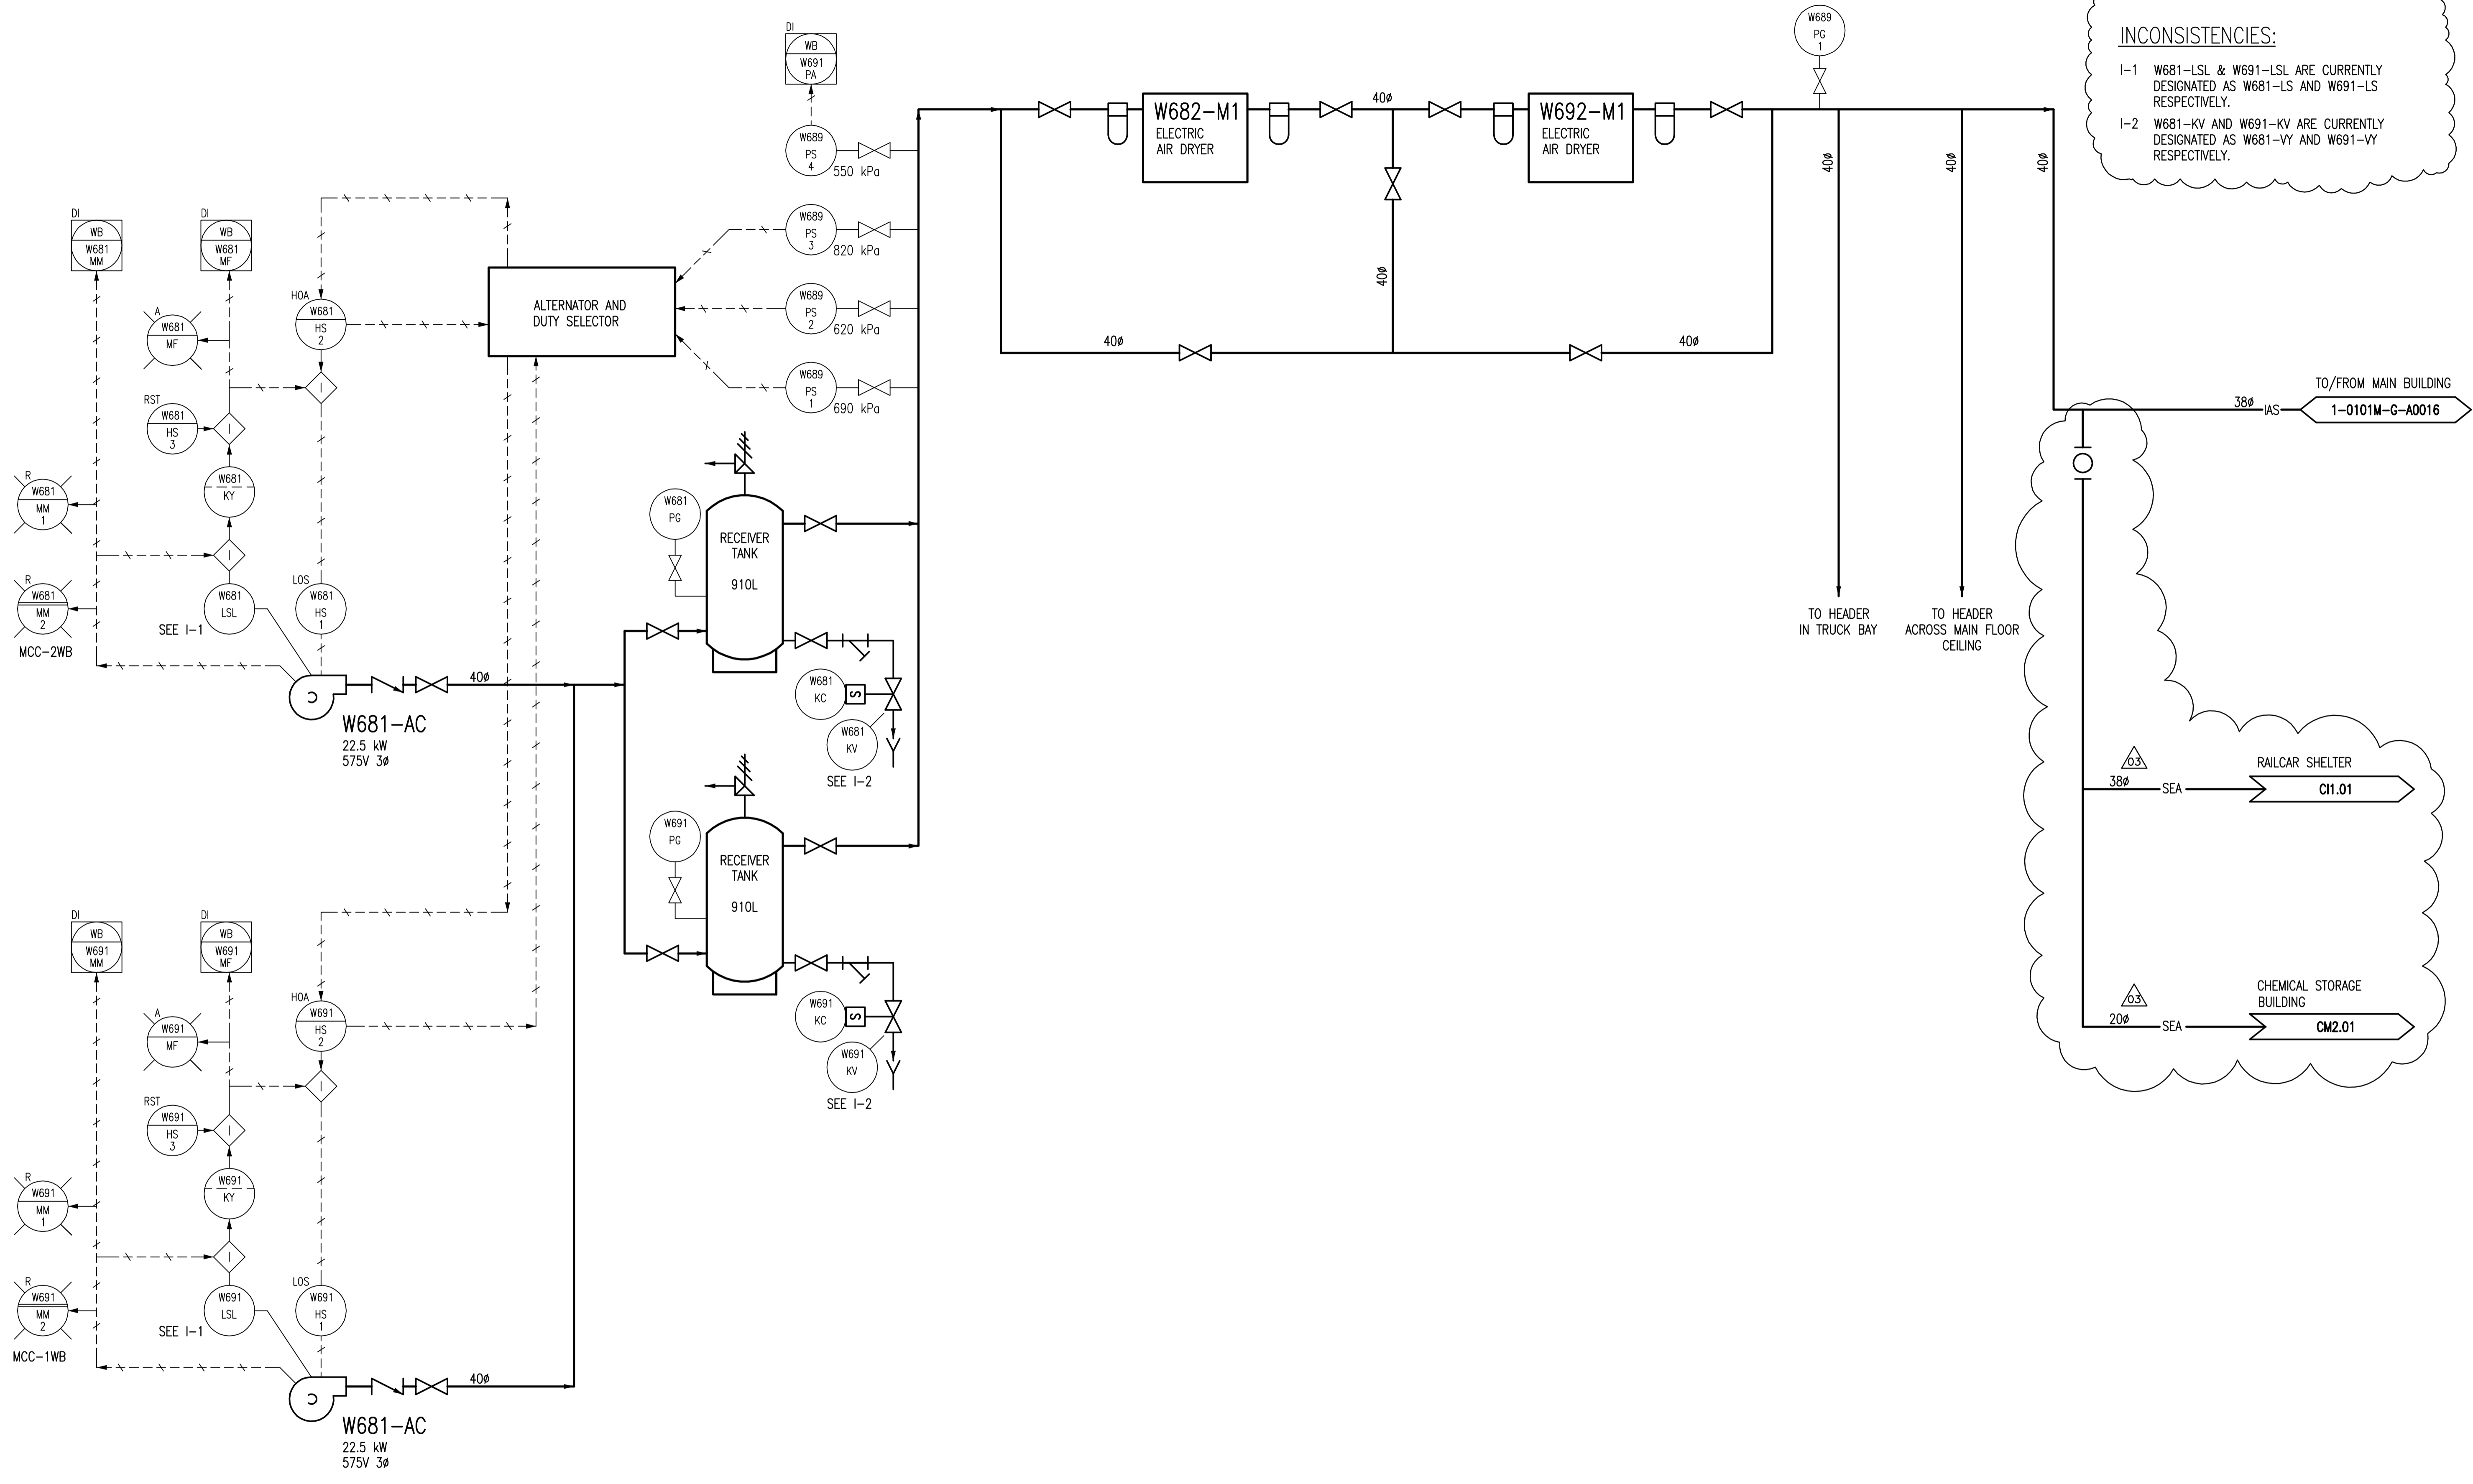 INCONSISTENCIES:
I-1 W681-LSL & W691-LSL ARE CURRENTLY
DESIGNATED AS W681-LS AND W691-LS
RESPECTIVELY.
I-2 W681-KV AND W691-KV ARE CURRENTLY
DESIGNATED AS W681-VY AND W691-VY
RESPECTIVELY.
W689
PG
1
DI
WB
W691
PA
W689
PS
4
550 kPa
W689
PS
3
820 kPa
W689
PS
2
620 kPa
W689
PS
1
690 kPa
W682-M1
ELECTRIC
AIR DRYER
40ø
W692-M1
ELECTRIC
AIR DRYER
40ø
40ø
40ø
40ø
40ø
40ø
TO HEADER
IN TRUCK BAY
TO HEADER
ACROSS MAIN FLOOR
CEILING
TO/FROM MAIN BUILDING
38ø
IAS
1-0101M-G-A0016
03
RAILCAR SHELTER
38ø
SEA
CI1.01
03
CHEMICAL STORAGE
BUILDING
20ø
SEA
CM2.01
DI
WB
W681
MM
DI
WB
W681
MF
A
W681
MF
HOA
W681
HS
2
ALTERNATOR AND
DUTY SELECTOR
I
RST
W681
HS
3
I
W681
KY
R
W681
MM
1
I
R
W681
MM
2
MCC-2WB
W681
LSL
SEE I-1
LOS
W681
HS
1
C
W681-AC
22.5 kW
575V 3ø
40ø
W681
PG
RECEIVER
TANK
910L
W681
KC
S
W681
KV
SEE I-2
W691
PG
RECEIVER
TANK
910L
W691
KC
S
W691
KV
SEE I-2
DI
WB
W691
MM
DI
WB
W691
MF
A
W691
MF
HOA
W691
HS
2
I
RST
W691
HS
3
I
W691
KY
R
W691
MM
1
I
R
W691
MM
2
MCC-1WB
W691
LSL
SEE I-1
LOS
W691
HS
1
C
W681-AC
22.5 kW
575V 3ø
40ø